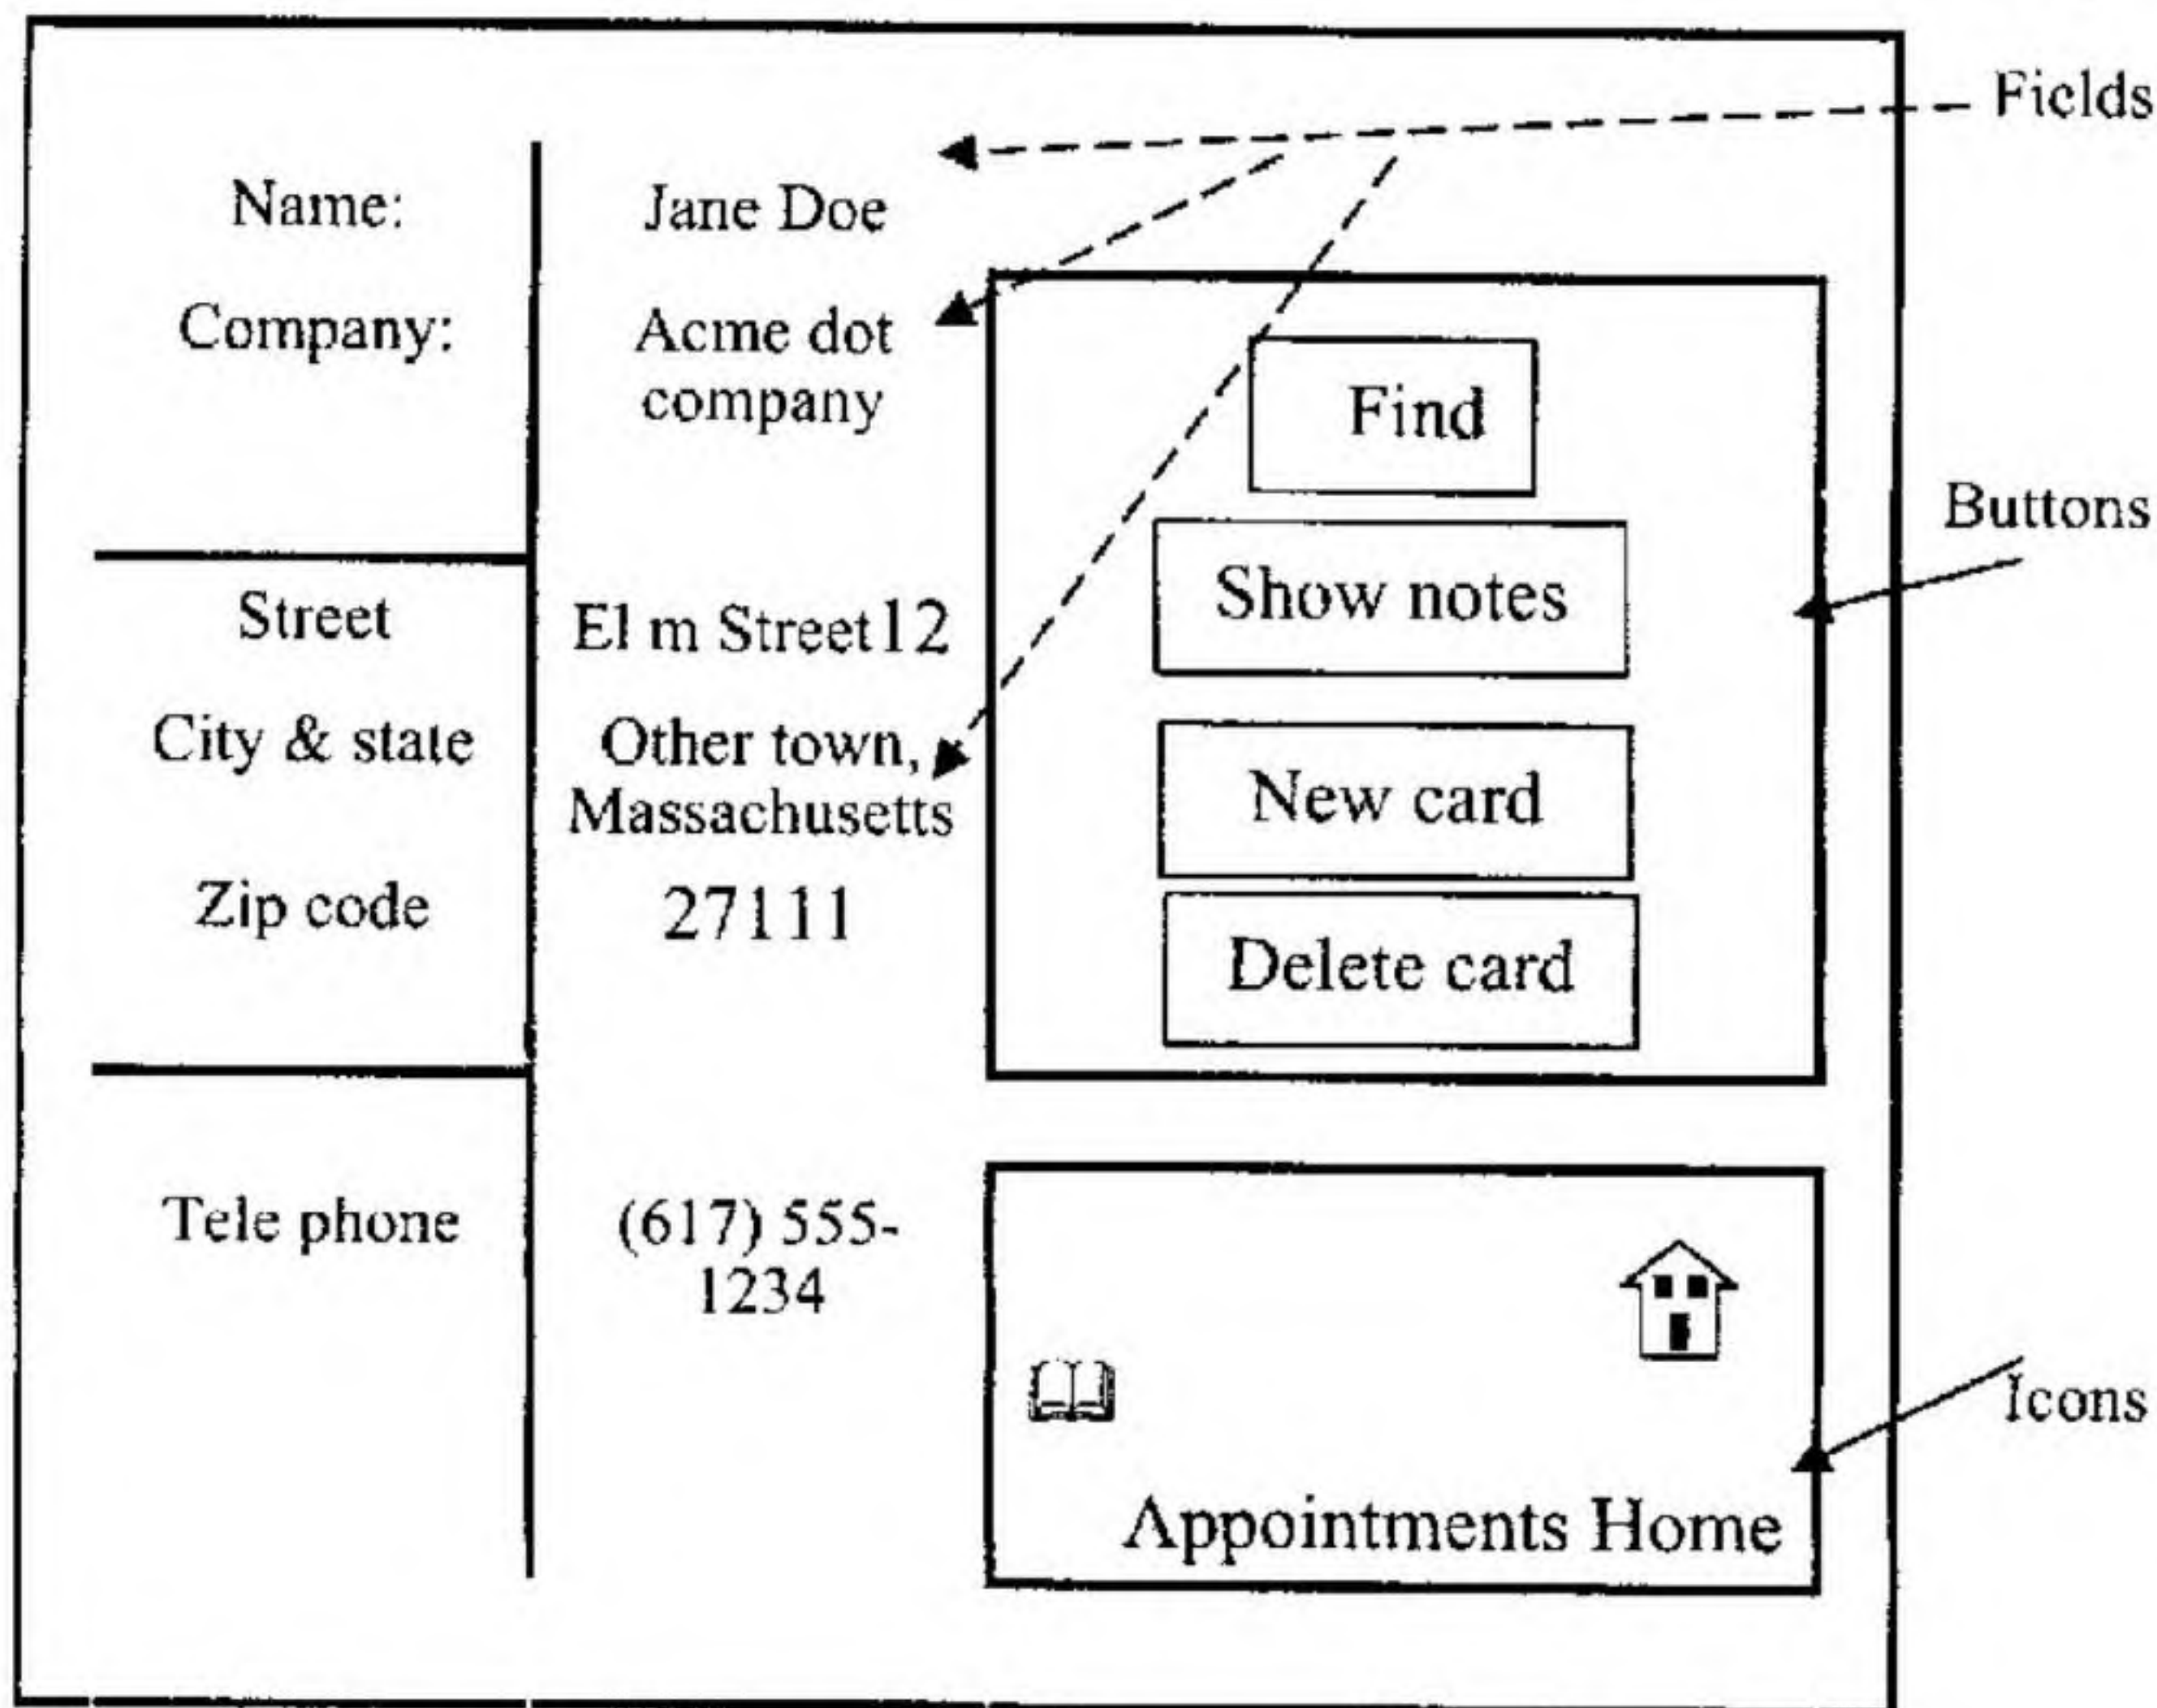 Fields
Name:
Jane Doe
Company:
Acme dot
company
Find
Buttons
Show notes
Street
El m Street12
City & state
Other town,
Massachusetts
New card
Zip code
27111
Delete card
Tele phone
(617) 555-
1234
Icons
Appointments Home